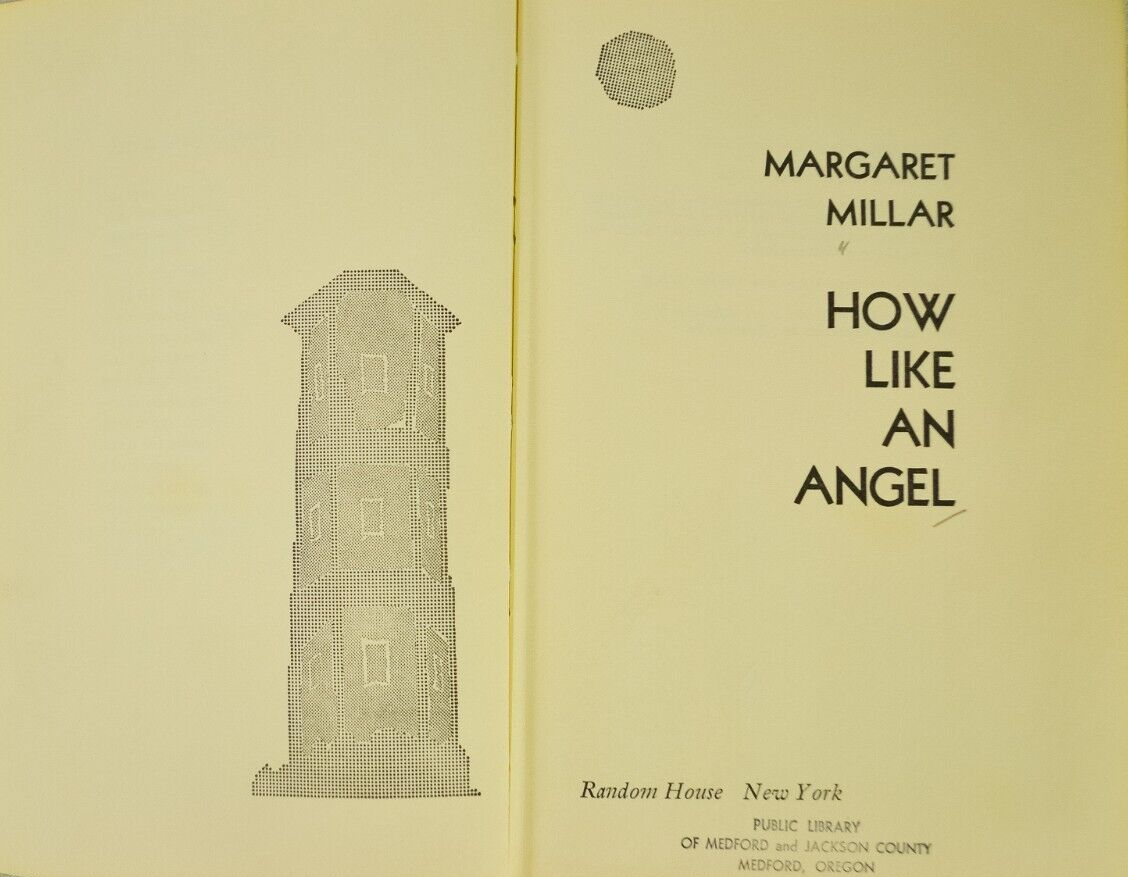 MARGARET
MILLAR
HOW
LIKE
AN
ANGEL
Random House New York
PUBLIC LIBRARY
OF MEDFORD and JACKSON COUNTY
MEDFORD, OREGON